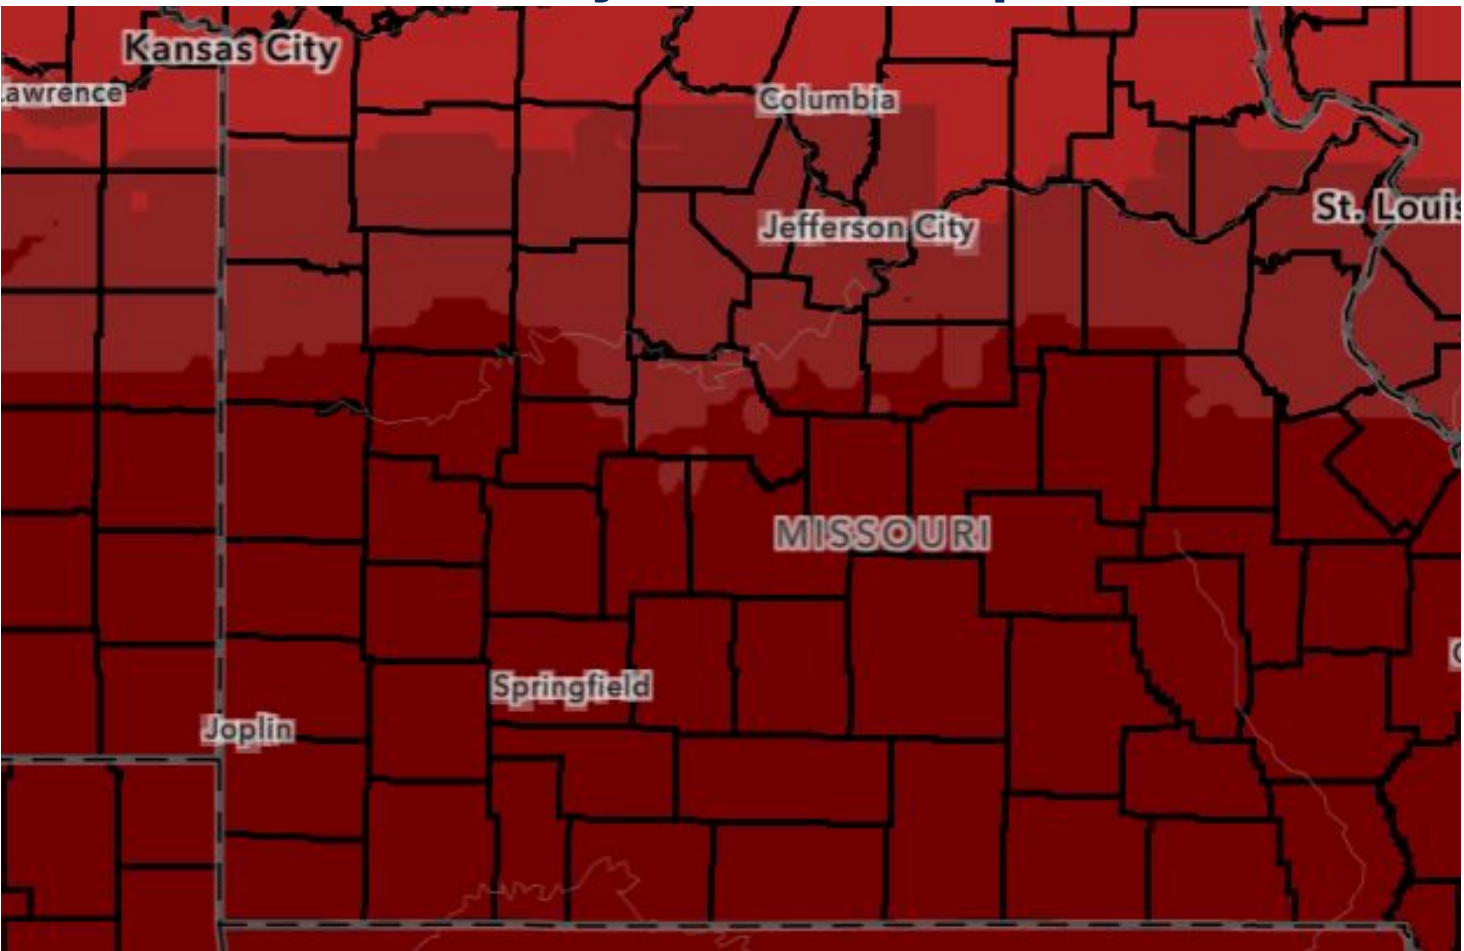 Kansas City
Lawrence
Columbia
St. Louis
Jefferson City
MISSOURI
Springfield
Joplin